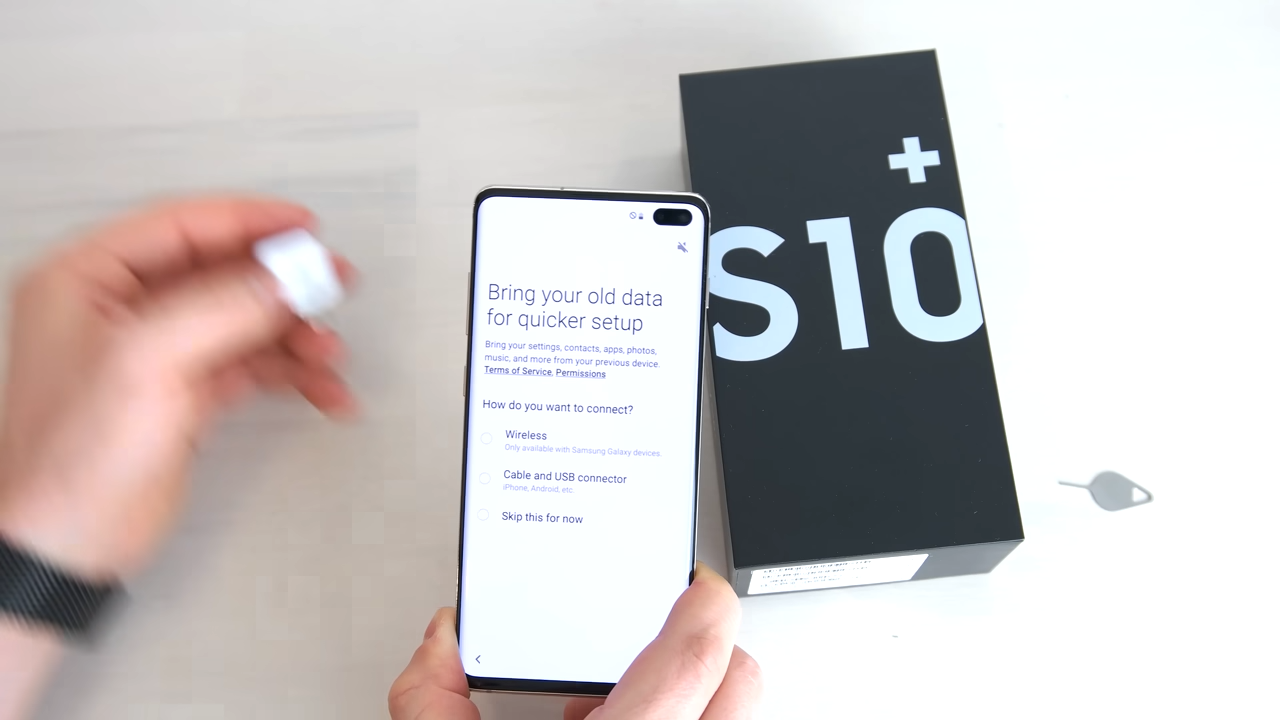 Bring your old data
for quicker setup
Bring your settings, contacts, apps, photos,
music, and more from your previous device.
Terms of Service, Permissions
How do you want to connect?
Wireless
Only available with Samsung Galaxy devices.
Cable and USB connector
iPhone, Android, etc.
Skip this for now
+
S10